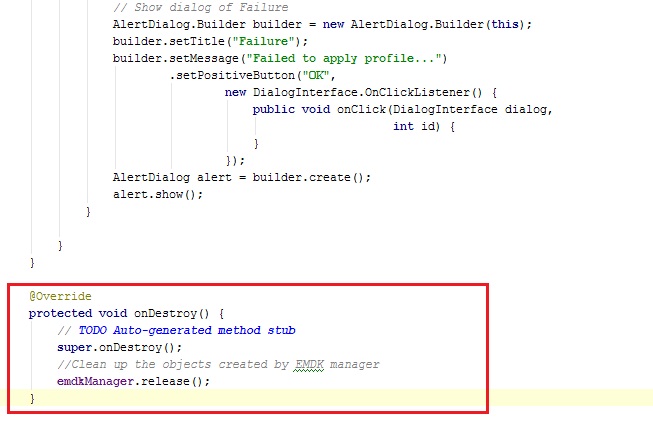 // Show dialog of Failure
AlertDialog.Builder builder = new AlertDialog.Builder(this);
builder.setTitle("Failure");
builder.setMessage("Failed to apply profile...")
.setPositiveButton("OK",
new DialogInterface.OnClickListener() {
public void onClick(DialogInterface dialog,
int id) {
}
});
AlertDialog alert = builder.create();
alert.show();
}
}
}
@Override
protected void onDestroy() {
// TODO Auto-generated method stub
super.onDestroy();
//Clean up the objects created by EMDK manager
emdkManager.release();
}